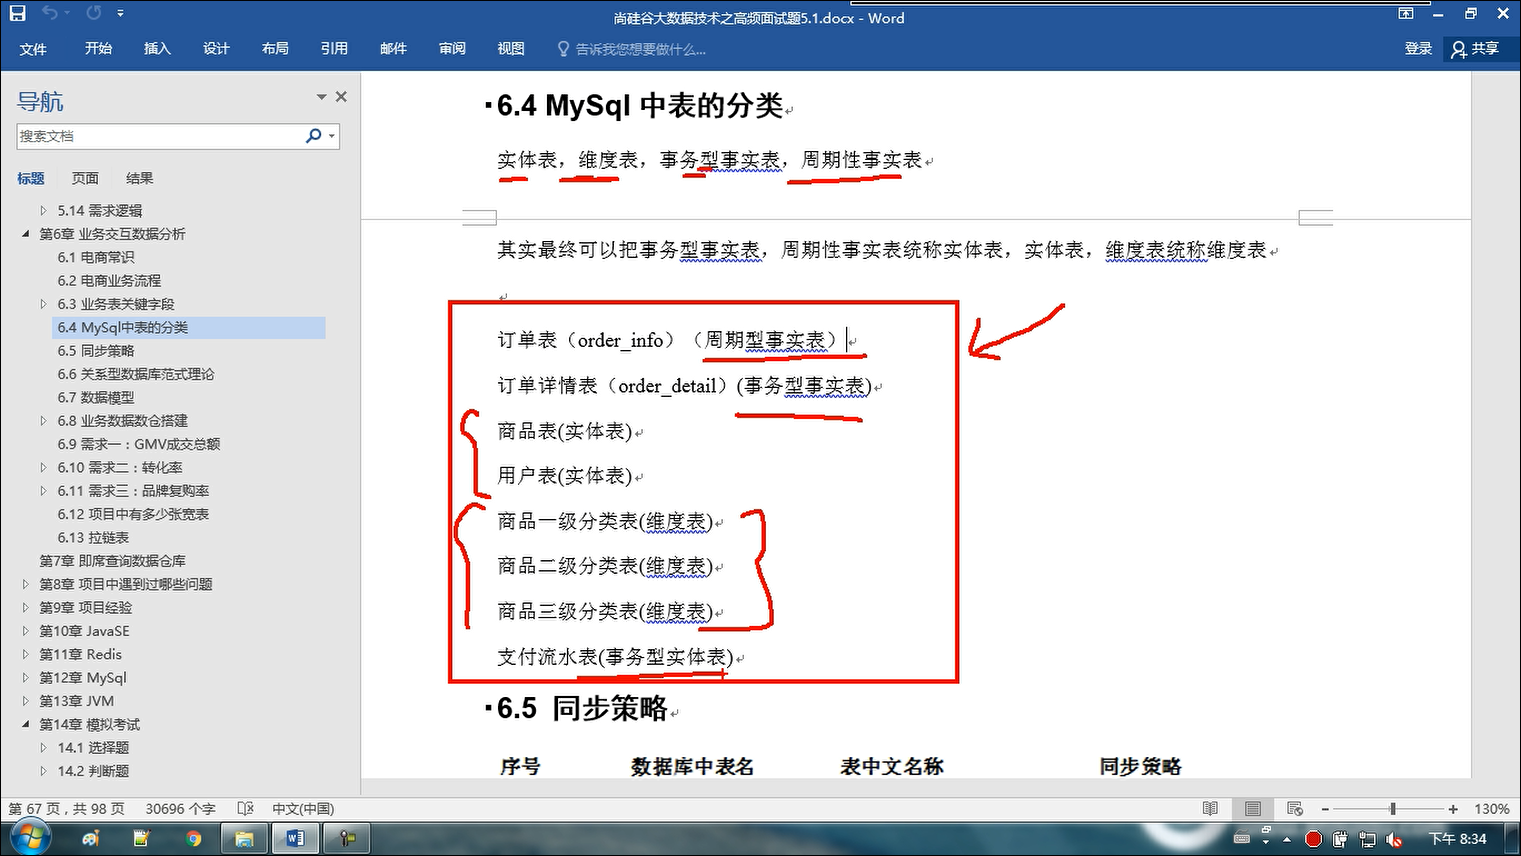 尚硅谷大数据技术之高频面试题5.1.docx - Word
文件 开始 插入 设计 布局 引用 邮件 审阅 视图 告诉我您想要做什么... 登录 共享
导航
搜索文档
标题 页面 结果
5.14 需求逻辑
第6章 业务交互数据分析
6.1 电商常识
6.2 电商业务流程
6.3 业务表关键字段
6.4 MySql中表的分类
6.5 同步策略
6.6 关系型数据库范式理论
6.7 数据模型
6.8 业务数据数仓搭建
6.9 需求一：GMV成交总额
6.10 需求二：转化率
6.11 需求三：品牌复购率
6.12 项目中有多少张宽表
6.13 拉链表
第7章 即席查询数据仓库
第8章 项目中遇到过哪些问题
第9章 项目经验
第10章 JavaSE
第11章 Redis
第12章 MySql
第13章 JVM
第14章 模拟考试
14.1 选择题
14.2 判断题
6.4 MySql 中表的分类
实体表，维度表，事务型事实表，周期性事实表
其实最终可以把事务型事实表，周期性事实表统称实体表，实体表，维度表统称维度表
订单表（order_info）（周期型事实表）
订单详情表（order_detail）(事务型事实表)
商品表(实体表)
用户表(实体表)
商品一级分类表(维度表)
商品二级分类表(维度表)
商品三级分类表(维度表)
支付流水表(事务型实体表)
6.5 同步策略
序号 数据库中表名 表中文名称 同步策略
第 67 页，共 98 页 30696 个字 中文(中国) 130%
下午 8:34